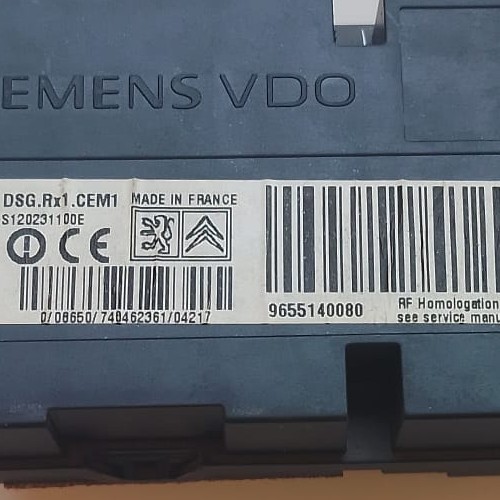 IEMENS VDO
DSG.Rx1.CEM1 MADE IN FRANCE
S120231100E
CE
0/08650/740462361/04217
9655140080
RF Homologation
see service manu